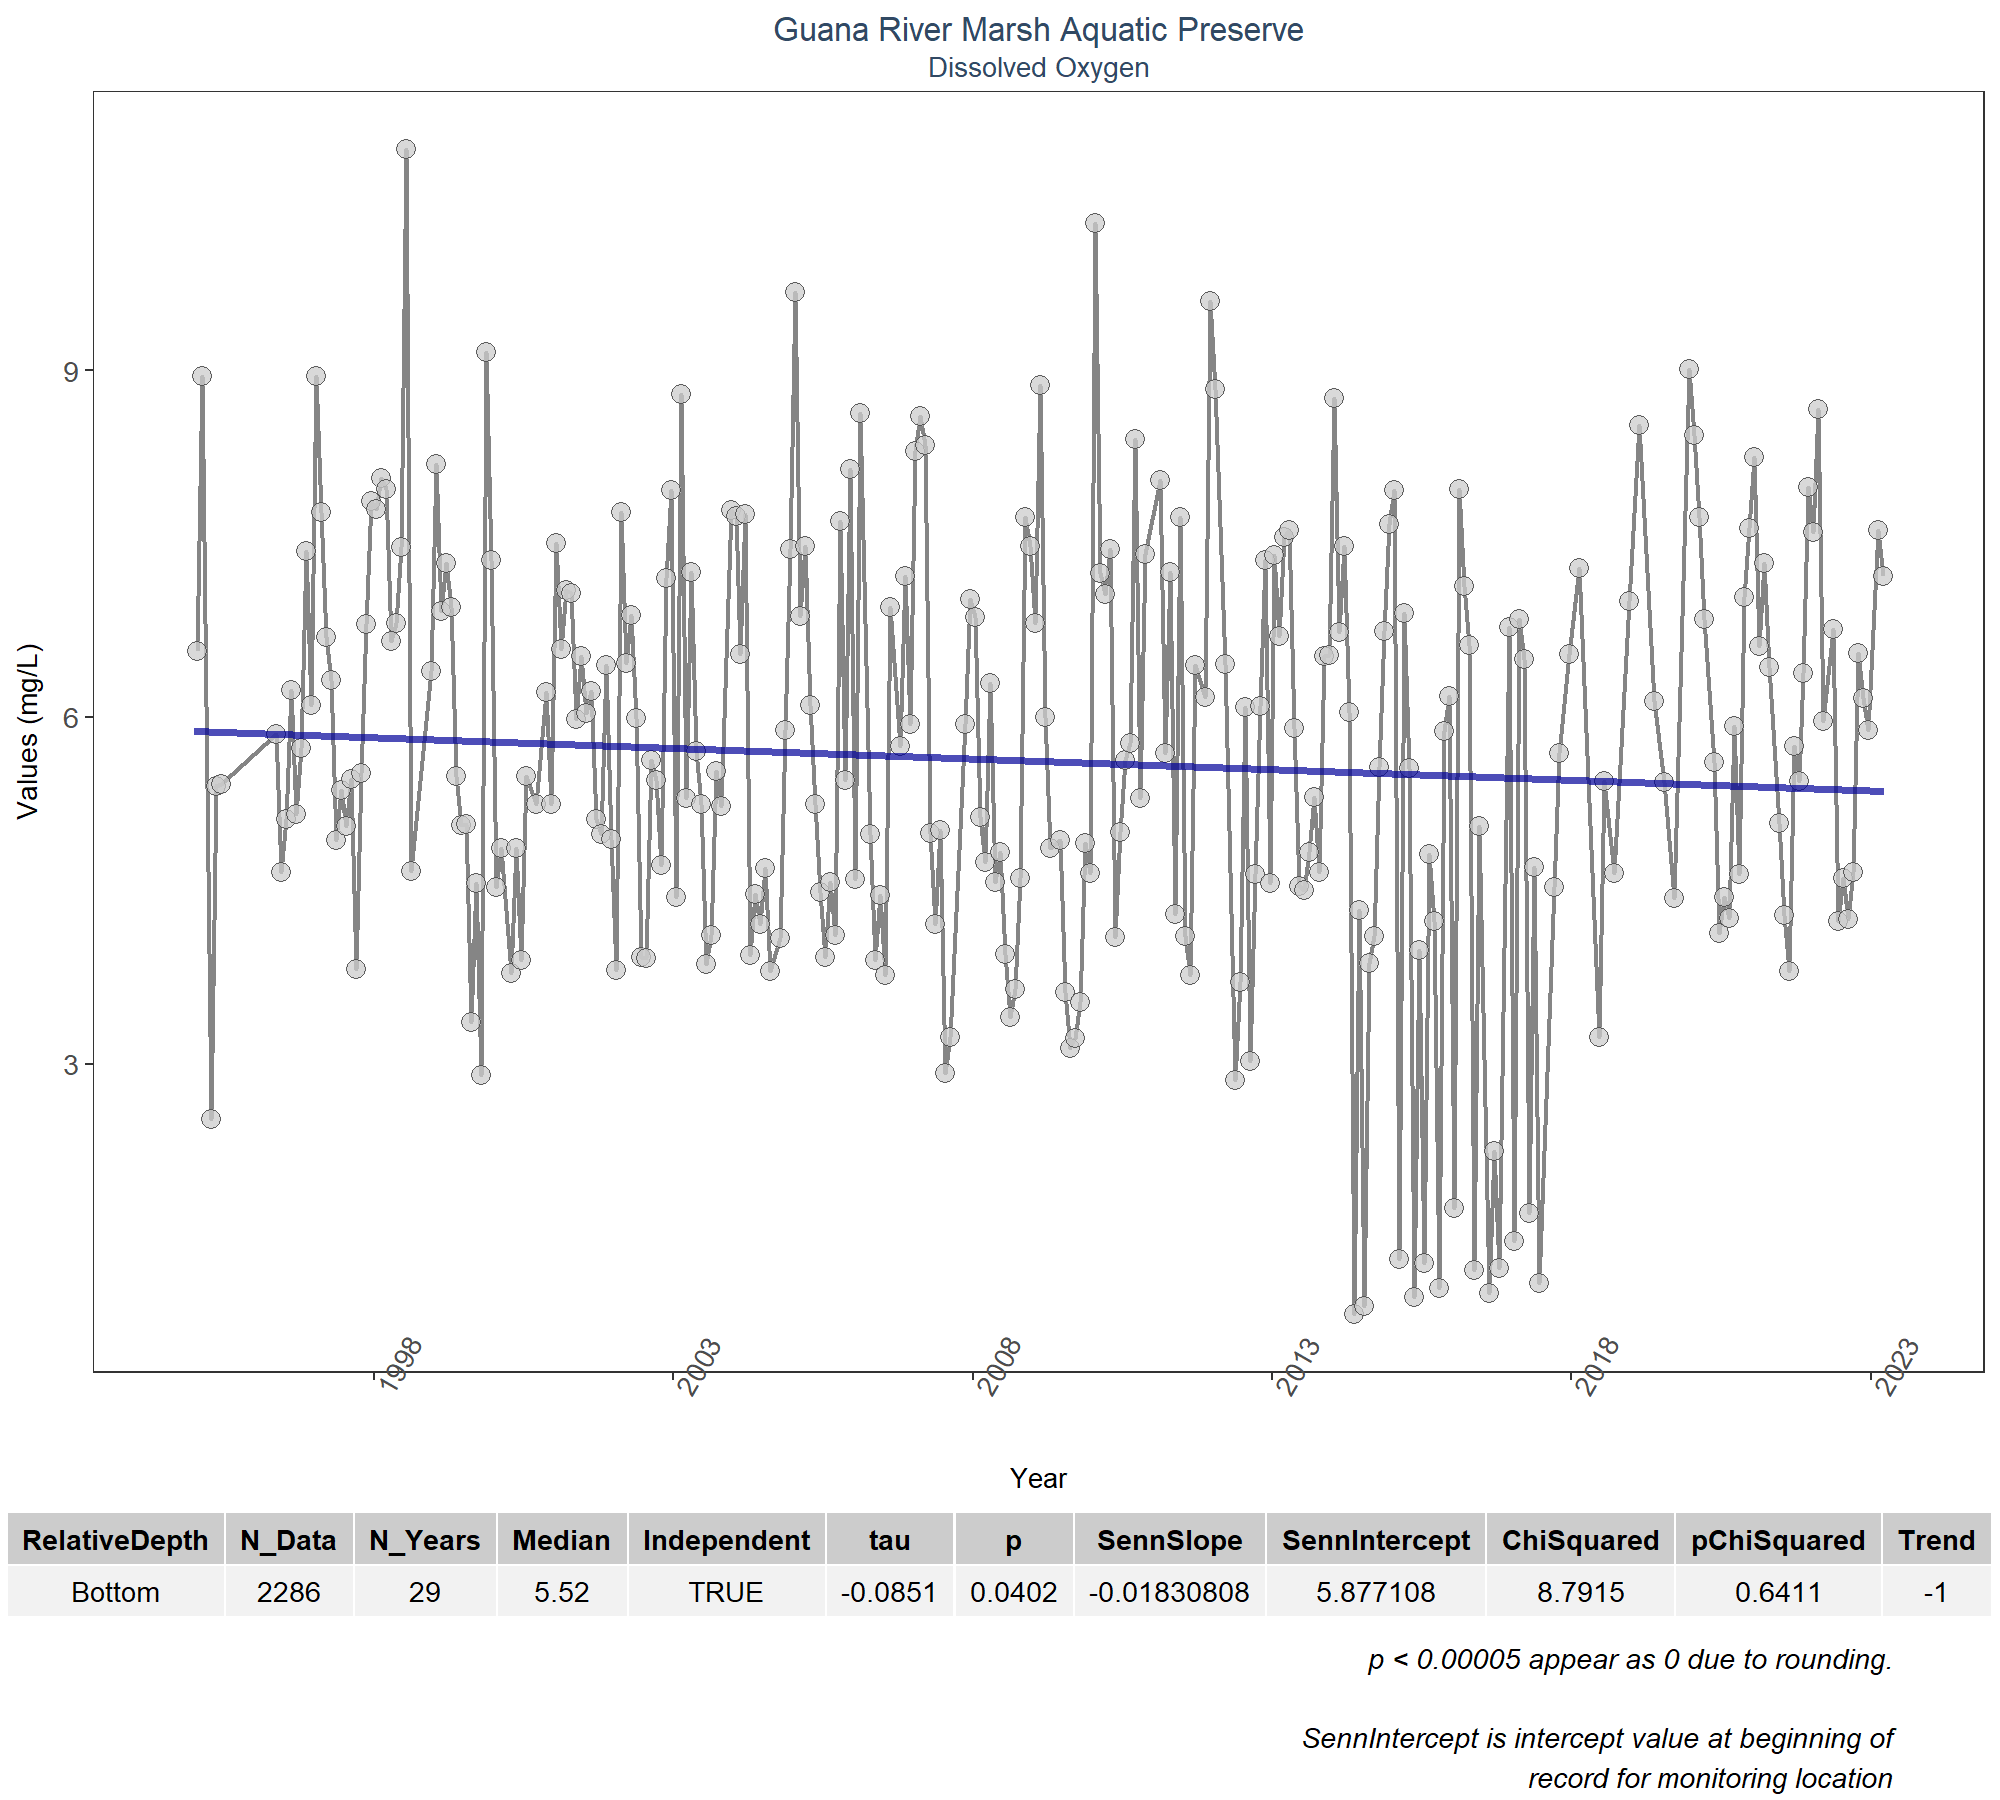 Guana River Marsh Aquatic Preserve
Dissolved Oxygen
Values (mg/L)
9
6
3
1998 2003 2008 2013 2018 2023
Year
RelativeDepth N_Data N_Years Median Independent tau p SennSlope SennIntercept ChiSquared pChiSquared Trend
Bottom 2286 29 5.52 TRUE -0.0851 0.0402 -0.01830808 5.877108 8.7915 0.6411 -1
p < 0.00005 appear as 0 due to rounding.
SennIntercept is intercept value at beginning of
record for monitoring location